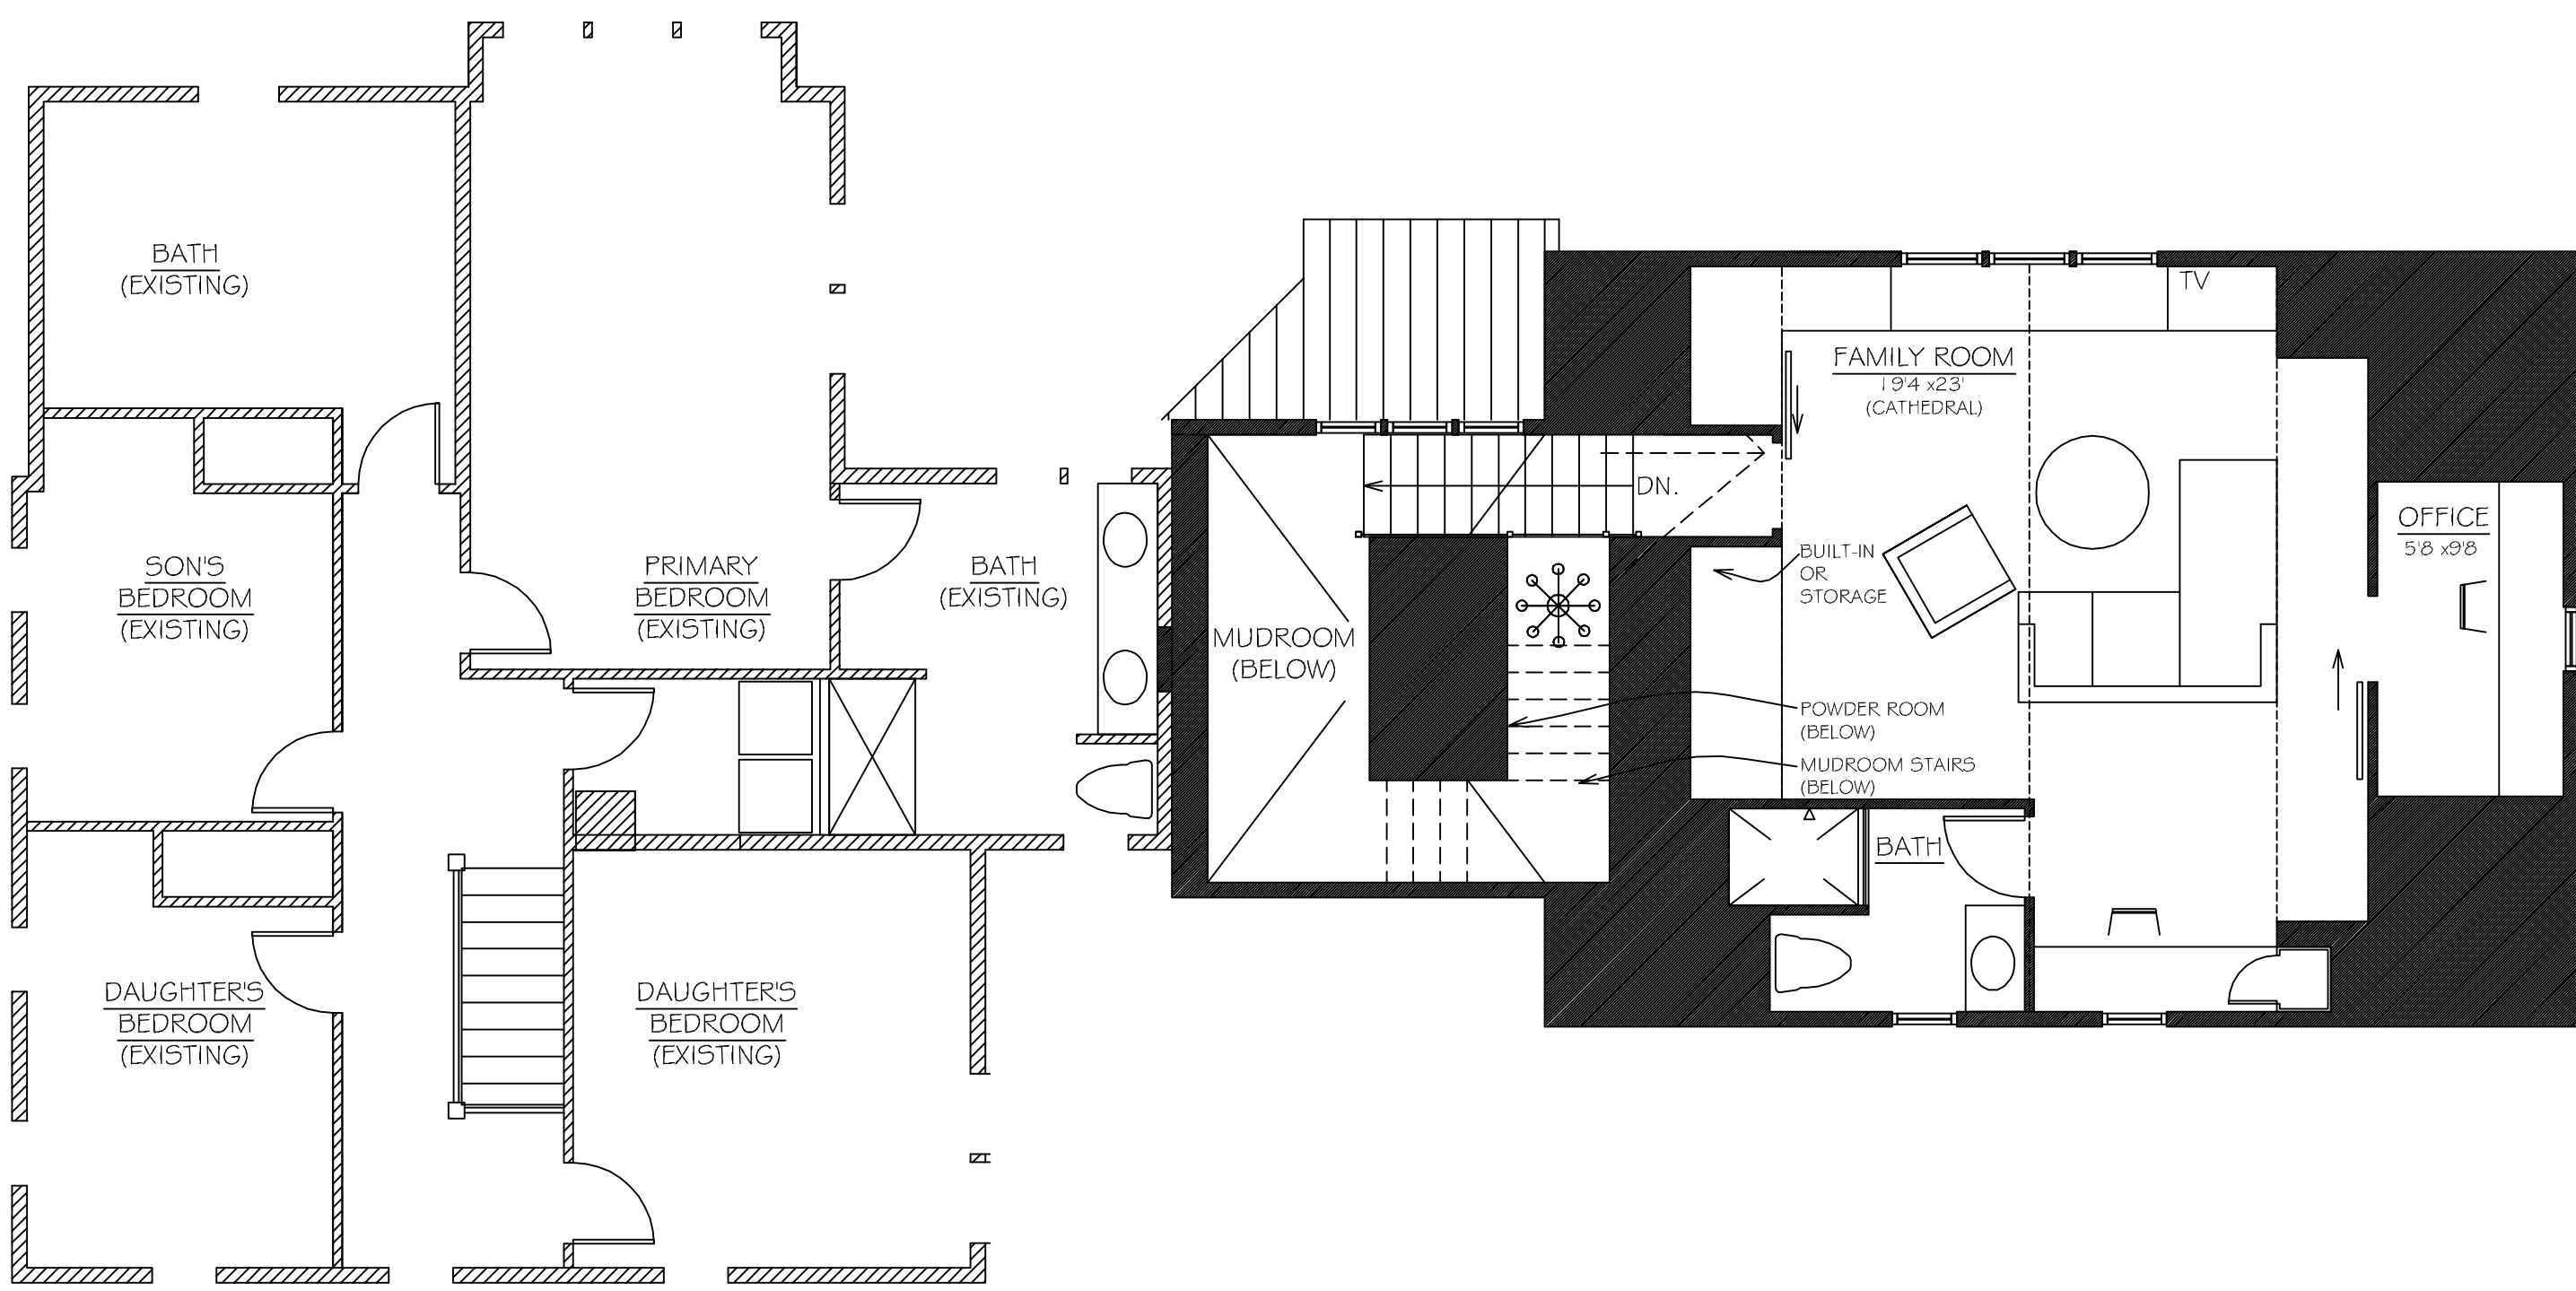 BATH
(EXISTING)
SON'S
BEDROOM
(EXISTING)
PRIMARY
BEDROOM
(EXISTING)
BATH
(EXISTING)
DAUGHTER'S
BEDROOM
(EXISTING)
DAUGHTER'S
BEDROOM
(EXISTING)
MUDROOM
(BELOW)
DN.
TV
FAMILY ROOM
19'4 x23'
(CATHEDRAL)
OFFICE
5'8 x9'8
BUILT-IN
OR
STORAGE
POWDER ROOM
(BELOW)
MUDROOM STAIRS
(BELOW)
BATH